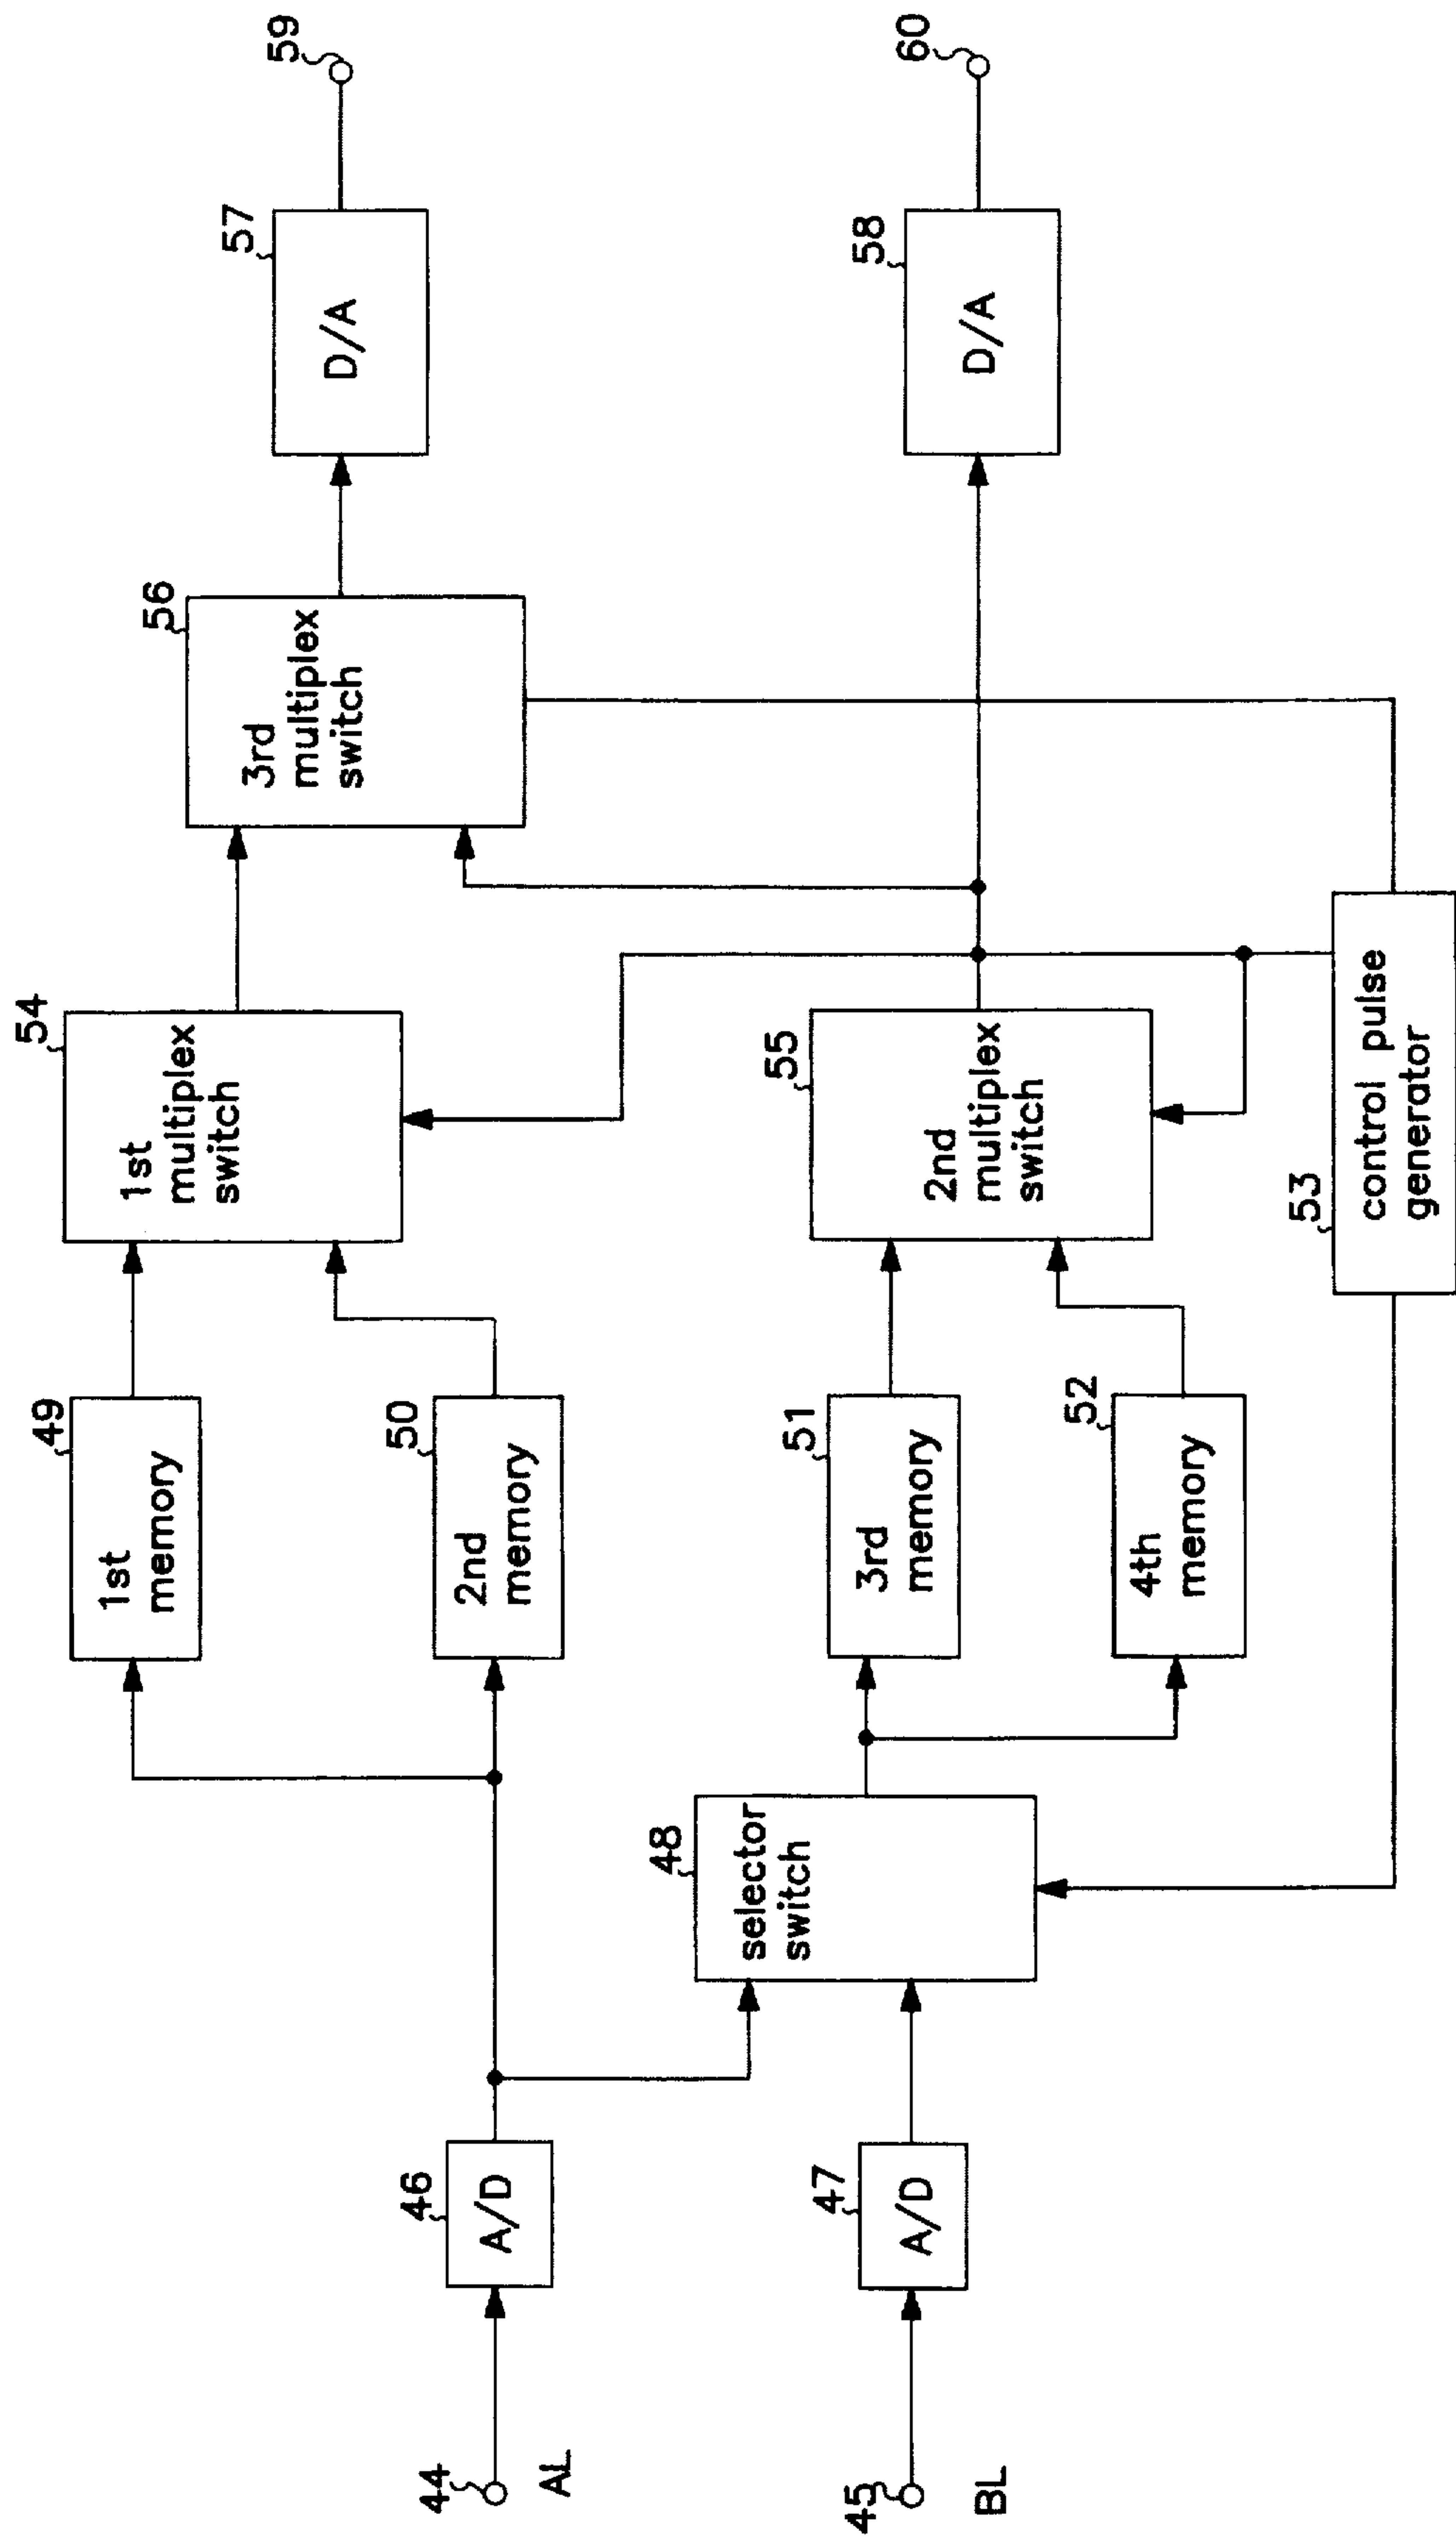 59
60
57
D/A
58
D/A
56
3rd
multiplex
switch
54
1st
multiplex
switch
55
2nd
multiplex
switch
53
control pulse
generator
49
1st
memory
50
2nd
memory
51
3rd
memory
52
4th
memory
48
selector
switch
46
A/D
47
A/D
44
AL
45
BL